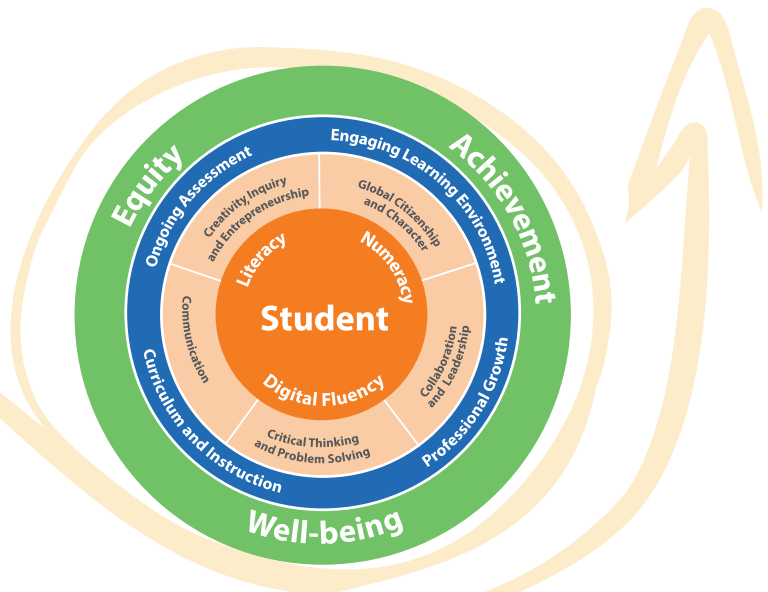 Equity
Achievement
Well-being
Ongoing Assessment
Engaging Learning Environment
Professional Growth
Curriculum and Instruction
Creativity, Inquiry
and Entrepreneurship
Global Citizenship
and Character
Collaboration
and Leadership
Critical Thinking
and Problem Solving
Communication
Literacy
Numeracy
Student
Digital Fluency